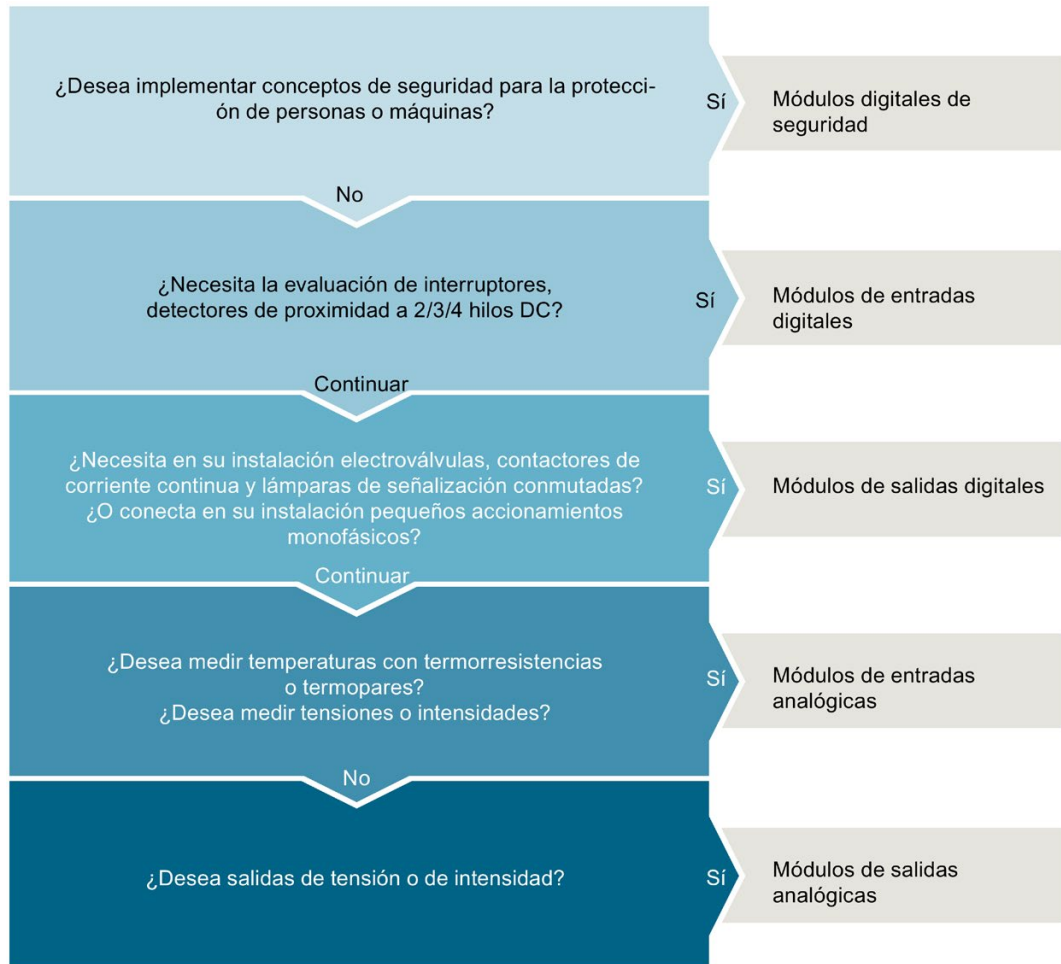 ¿Desea implementar conceptos de seguridad para la protecci-
ón de personas o máquinas?
Sí
Módulos digitales de
seguridad
No
¿Necesita la evaluación de interruptores,
detectores de proximidad a 2/3/4 hilos DC?
Sí
Módulos de entradas
digitales
Continuar
¿Necesita en su instalación electroválvulas, contactores de
corriente continua y lámparas de señalización conmutadas?
¿O conecta en su instalación pequeños accionamientos
monofásicos?
Sí
Módulos de salidas digitales
Continuar
¿Desea medir temperaturas con termorresistencias
o termopares?
¿Desea medir tensiones o intensidades?
Sí
Módulos de entradas
analógicas
No
¿Desea salidas de tensión o de intensidad?
Sí
Módulos de salidas
analógicas